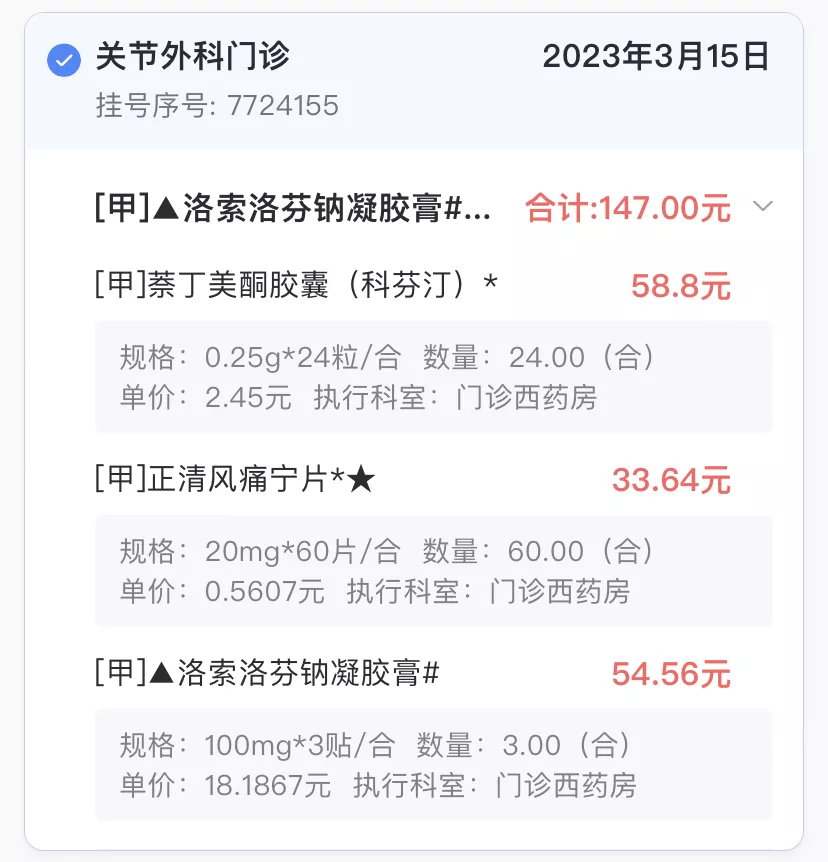 关节外科门诊 2023年3月15日
挂号序号: 7724155
[甲]▲洛索洛芬钠凝胶膏#... 合计:147.00元
[甲]萘丁美酮胶囊（科芬汀）* 58.8元
规格：0.25g*24粒/合 数量：24.00（合）
单价：2.45元 执行科室：门诊西药房
[甲]正清风痛宁片*★ 33.64元
规格：20mg*60片/合 数量：60.00（合）
单价：0.5607元 执行科室：门诊西药房
[甲]▲洛索洛芬钠凝胶膏# 54.56元
规格：100mg*3贴/合 数量：3.00（合）
单价：18.1867元 执行科室：门诊西药房